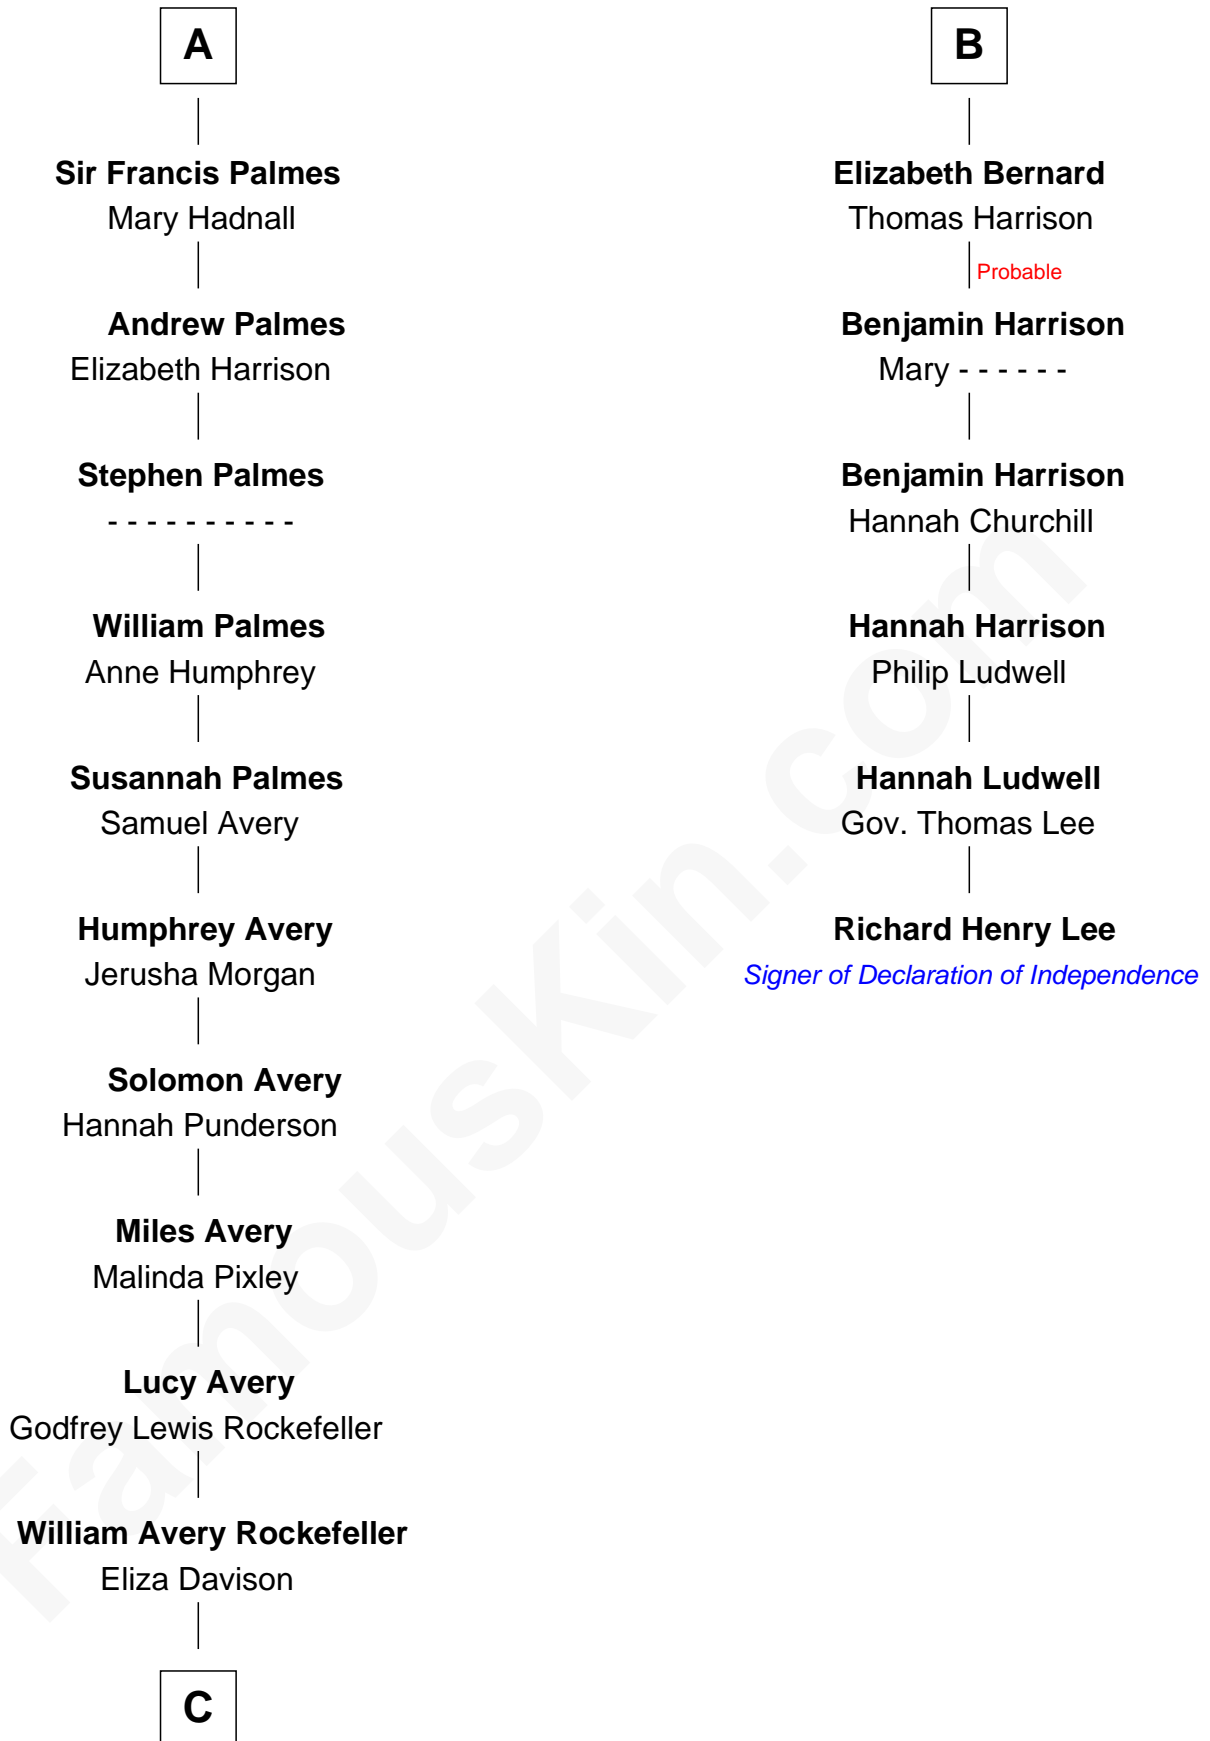 A
Sir Francis Palmes
Mary Hadnall
Andrew Palmes
Elizabeth Harrison
Stephen Palmes
- - - - - - - - - -
William Palmes
Anne Humphrey
Susannah Palmes
Samuel Avery
Humphrey Avery
Jerusha Morgan
Solomon Avery
Hannah Punderson
Miles Avery
Malinda Pixley
Lucy Avery
Godfrey Lewis Rockefeller
William Avery Rockefeller
Eliza Davison
C
B
Elizabeth Bernard
Thomas Harrison
Probable
Benjamin Harrison
Mary - - - - - -
Benjamin Harrison
Hannah Churchill
Hannah Harrison
Philip Ludwell
Hannah Ludwell
Gov. Thomas Lee
Richard Henry Lee
Signer of Declaration of Independence
FamousKin.com